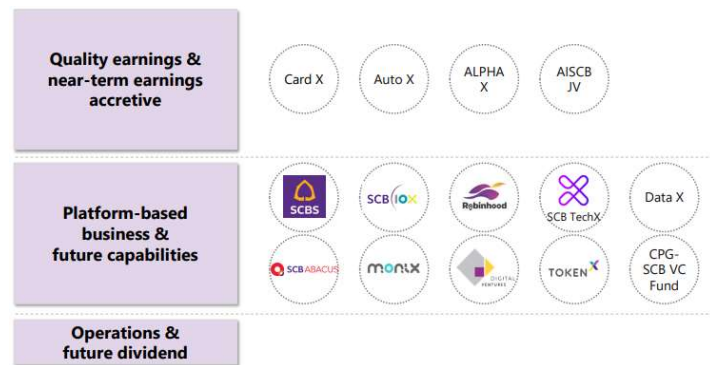 Quality earnings &
near-term earnings
accretive
Card X
Auto X
ALPHA
X
AISCB
JV
Platform-based
business &
future capabilities
SCBS
SCB 10X
Robinhood
SCB TechX
Data X
SCB ABACUS
monix
DIGITAL
VENTURES
TOKEN X
CPG-
SCB VC
Fund
Operations &
future dividend